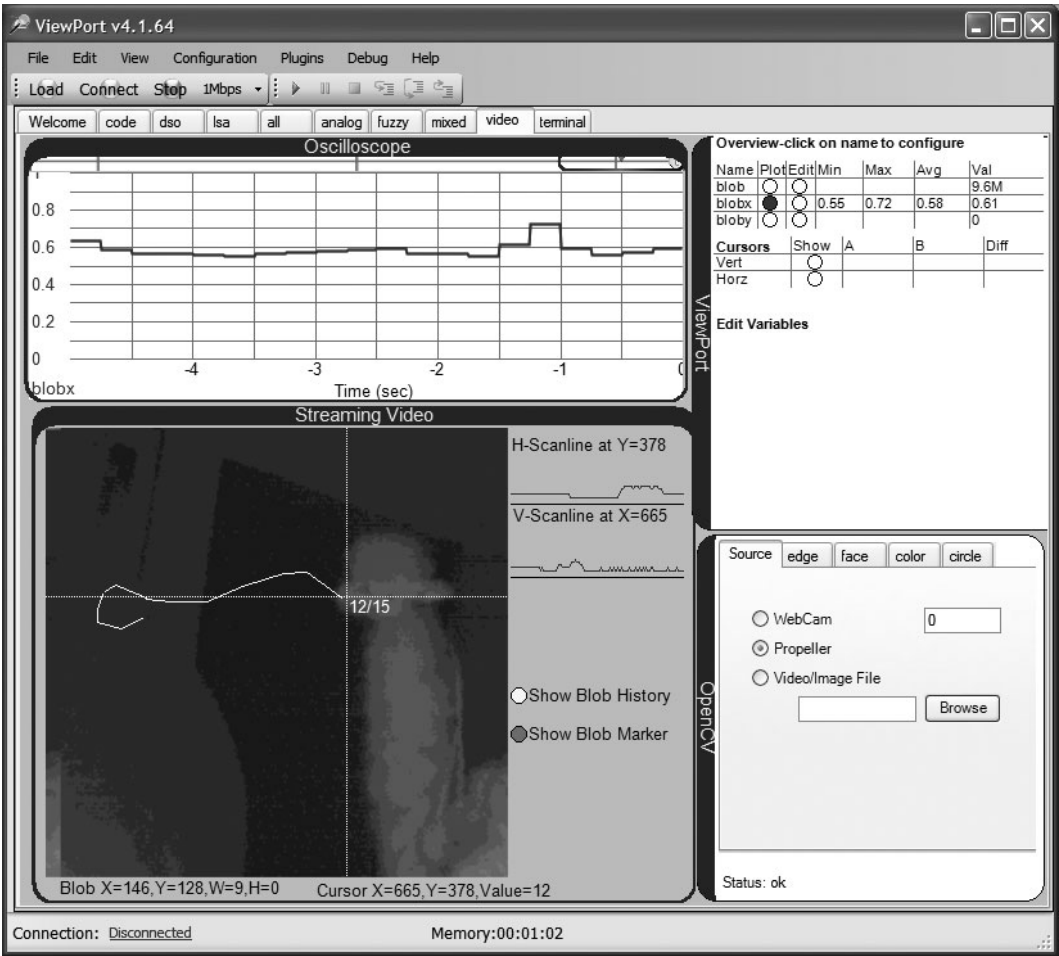 ViewPort v4.1.64
File Edit View Configuration Plugins Debug Help
Load Connect Stop 1Mbps
Welcome code dso lsa all analog fuzzy mixed video terminal
Oscilloscope
0.8
0.6
0.4
0.2
0
-4 -3 -2 -1 0
blobx
Time (sec)
Streaming Video
H-Scanline at Y=378
V-Scanline at X=665
12/15
Show Blob History
Show Blob Marker
Blob X=146,Y=128,W=9,H=0 Cursor X=665,Y=378,Value=12
ViewPort
Overview-click on name to configure
Name Plot Edit Min Max Avg Val
blob 9.6M
blobx 0.55 0.72 0.58 0.61
bloby 0
Cursors Show A B Diff
Vert
Horz
Edit Variables
OpenCV
Source edge face color circle
WebCam 0
Propeller
Video/Image File
Browse
Status: ok
Connection: Disconnected Memory:00:01:02